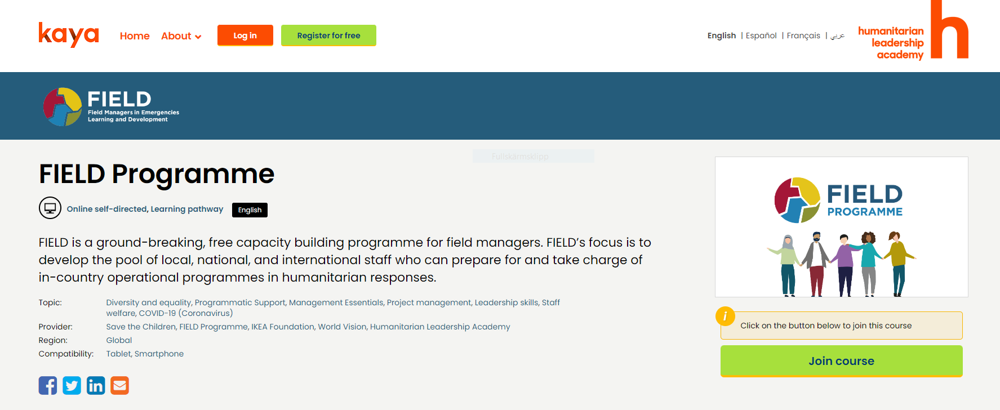 kaya
Home About Log in Register for free
English | Español | Français | عربي
humanitarian
leadership
academy
h
FIELD
Field Managers in Emergencies
Learning and Development
Fullskärmsklipp
FIELD Programme
Online self-directed, Learning pathway English
FIELD is a ground-breaking, free capacity building programme for field managers. FIELD’s focus is to
develop the pool of local, national, and international staff who can prepare for and take charge of
in-country operational programmes in humanitarian responses.
Topic: Diversity and equality, Programmatic Support, Management Essentials, Project management, Leadership skills, Staff
welfare, COVID-19 (Coronavirus)
Provider: Save the Children, FIELD Programme, IKEA Foundation, World Vision, Humanitarian Leadership Academy
Region: Global
Compatibility: Tablet, Smartphone
FIELD
PROGRAMME
i Click on the button below to join this course
Join course